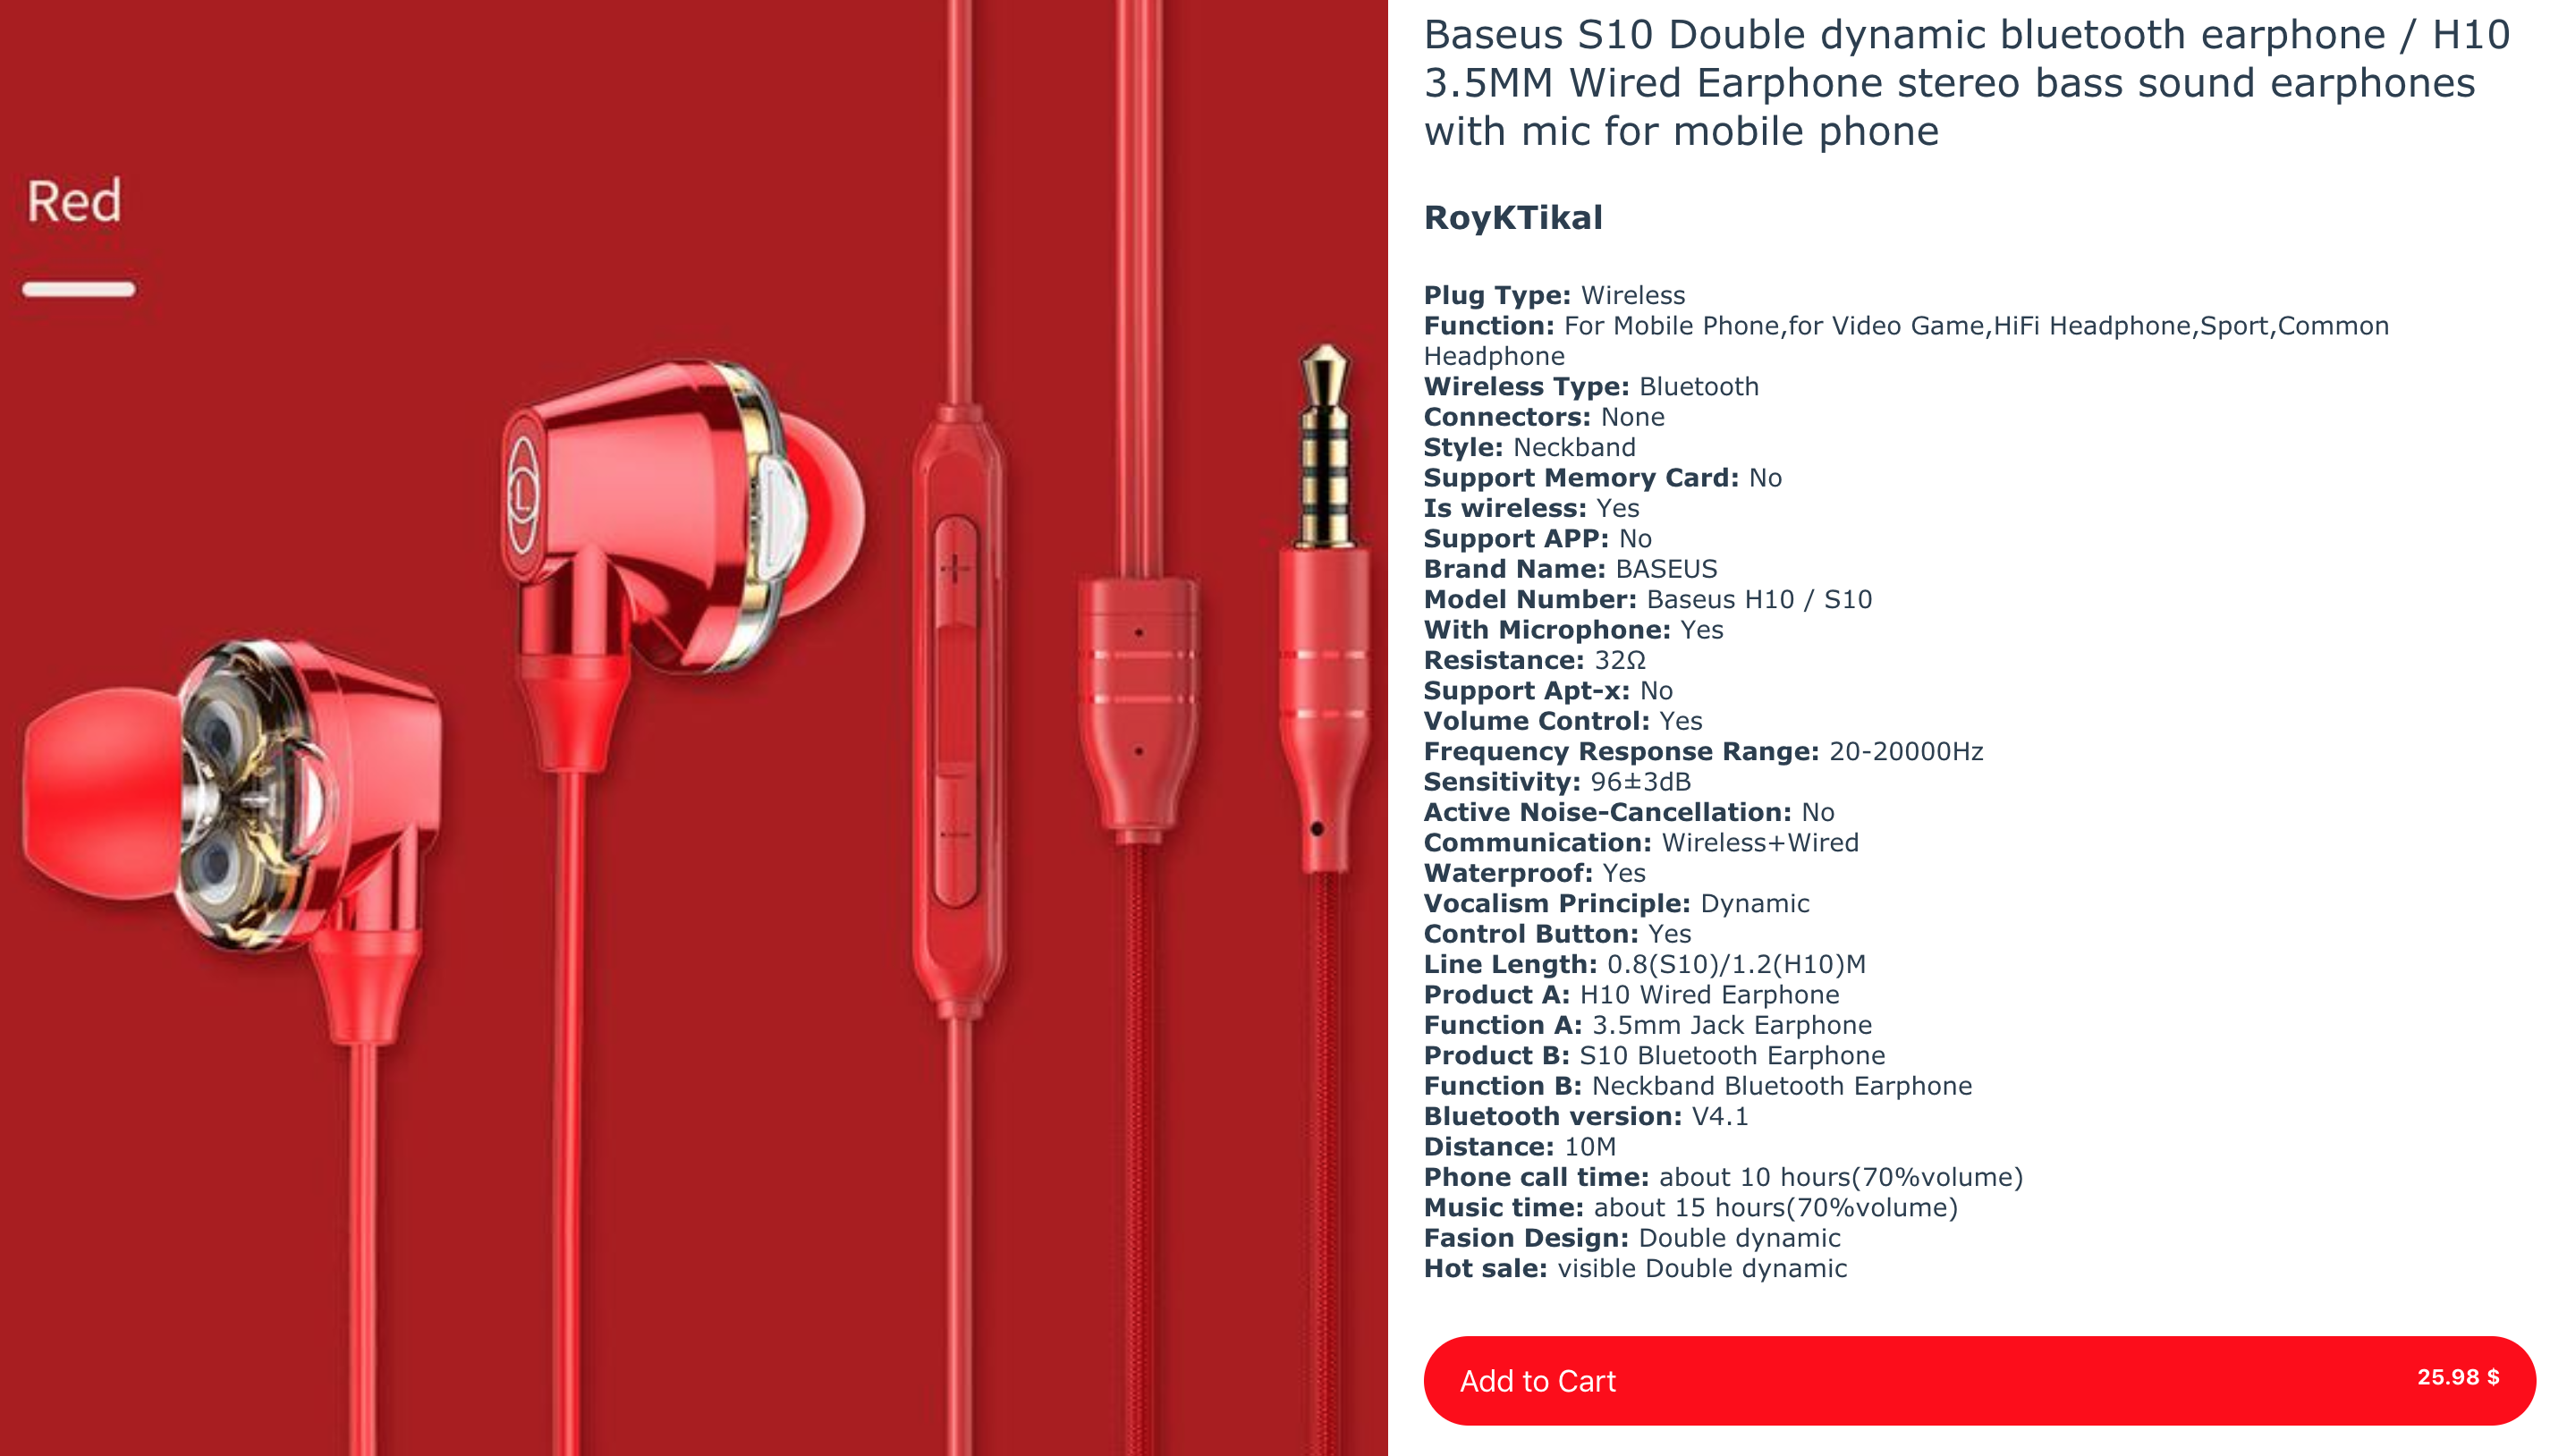 Red
L
Baseus S10 Double dynamic bluetooth earphone / H10
3.5MM Wired Earphone stereo bass sound earphones
with mic for mobile phone
RoyKTikal
Plug Type: Wireless
Function: For Mobile Phone,for Video Game,HiFi Headphone,Sport,Common
Headphone
Wireless Type: Bluetooth
Connectors: None
Style: Neckband
Support Memory Card: No
Is wireless: Yes
Support APP: No
Brand Name: BASEUS
Model Number: Baseus H10 / S10
With Microphone: Yes
Resistance: 32Ω
Support Apt-x: No
Volume Control: Yes
Frequency Response Range: 20-20000Hz
Sensitivity: 96±3dB
Active Noise-Cancellation: No
Communication: Wireless+Wired
Waterproof: Yes
Vocalism Principle: Dynamic
Control Button: Yes
Line Length: 0.8(S10)/1.2(H10)M
Product A: H10 Wired Earphone
Function A: 3.5mm Jack Earphone
Product B: S10 Bluetooth Earphone
Function B: Neckband Bluetooth Earphone
Bluetooth version: V4.1
Distance: 10M
Phone call time: about 10 hours(70%volume)
Music time: about 15 hours(70%volume)
Fasion Design: Double dynamic
Hot sale: visible Double dynamic
Add to Cart 25.98 $